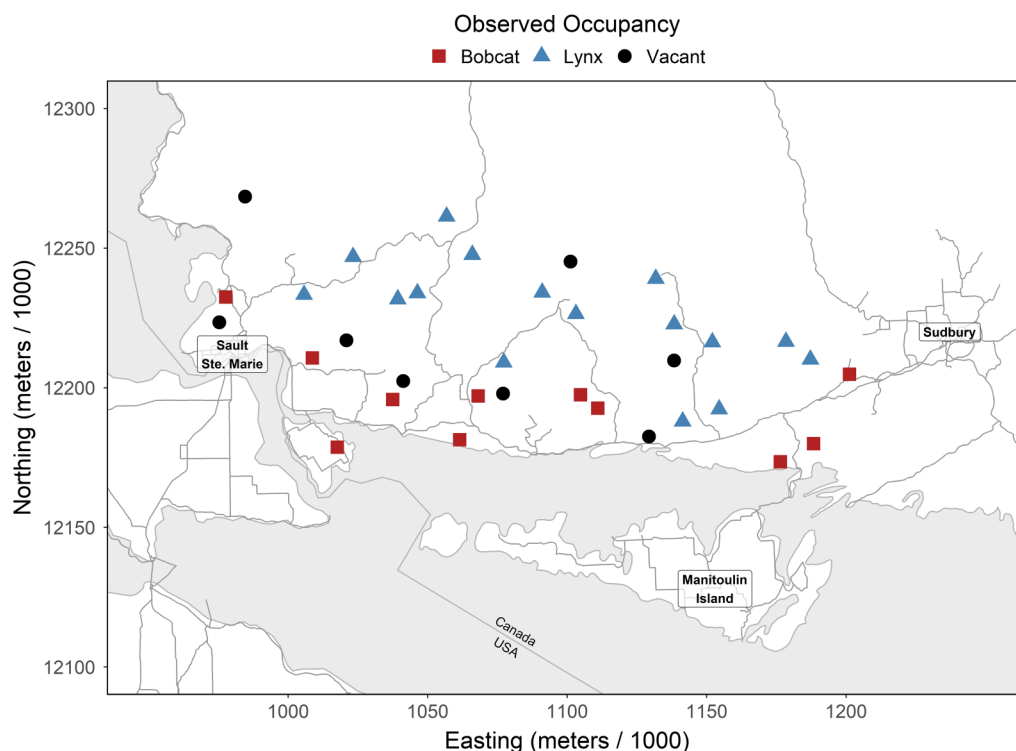 Observed Occupancy
Bobcat Lynx Vacant
Northing (meters / 1000)
12300
12250
12200
12150
12100
Sault
Ste. Marie
Sudbury
Manitoulin
Island
Canada
USA
1000 1050 1100 1150 1200
Easting (meters / 1000)